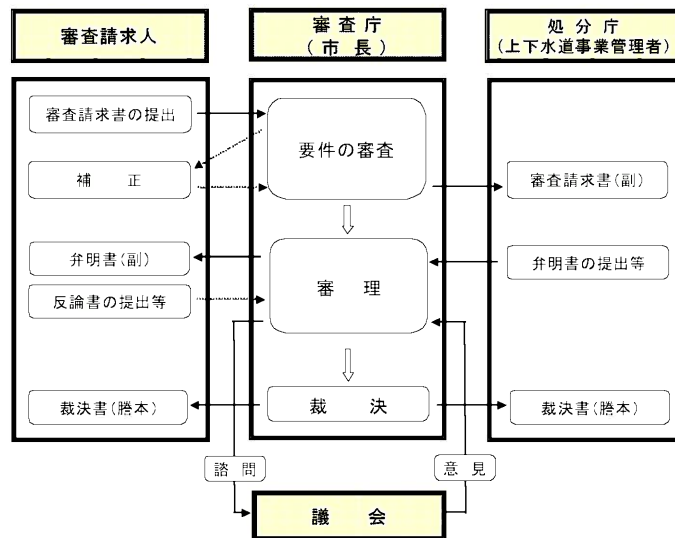 審査請求人
審査庁
(市長)
処分庁
(上下水道事業管理者)
審査請求書の提出
要件の審査
補　正
審査請求書(副)
弁明書(副)
弁明書の提出等
審　理
反論書の提出等
裁決書(謄本)
裁　決
裁決書(謄本)
諮問
意見
議　会